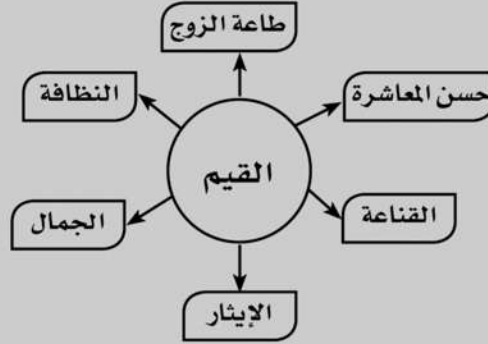 طاعة الزوج
حسن المعاشرة
النظافة
القيم
القناعة
الجمال
الإيثار